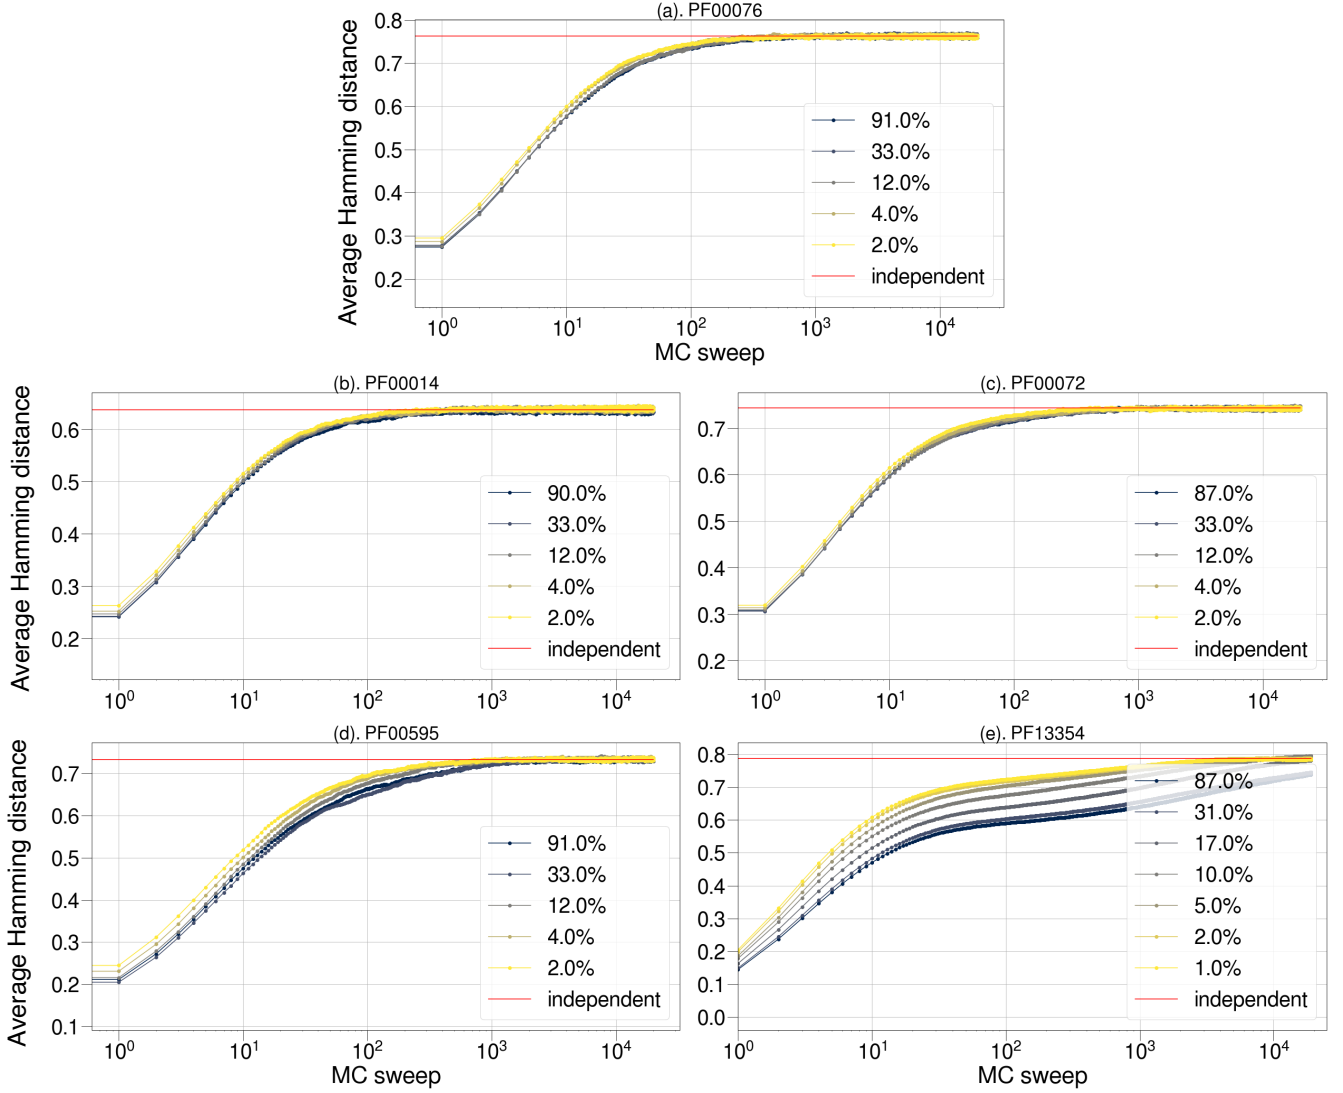 (a). PF00076
Average Hamming distance
0.8
0.7
0.6
0.5
0.4
0.3
0.2
91.0%
33.0%
12.0%
4.0%
2.0%
independent
10⁰ 10¹ 10² 10³ 10⁴
MC sweep
(b). PF00014
Average Hamming distance
0.6
0.5
0.4
0.3
0.2
90.0%
33.0%
12.0%
4.0%
2.0%
independent
10⁰ 10¹ 10² 10³ 10⁴
(c). PF00072
0.7
0.6
0.5
0.4
0.3
0.2
87.0%
33.0%
12.0%
4.0%
2.0%
independent
10⁰ 10¹ 10² 10³ 10⁴
(d). PF00595
Average Hamming distance
0.7
0.6
0.5
0.4
0.3
0.2
0.1
91.0%
33.0%
12.0%
4.0%
2.0%
independent
10⁰ 10¹ 10² 10³ 10⁴
MC sweep
(e). PF13354
0.8
0.7
0.6
0.5
0.4
0.3
0.2
0.1
0.0
87.0%
31.0%
17.0%
10.0%
5.0%
2.0%
1.0%
independent
10⁰ 10¹ 10² 10³ 10⁴
MC sweep